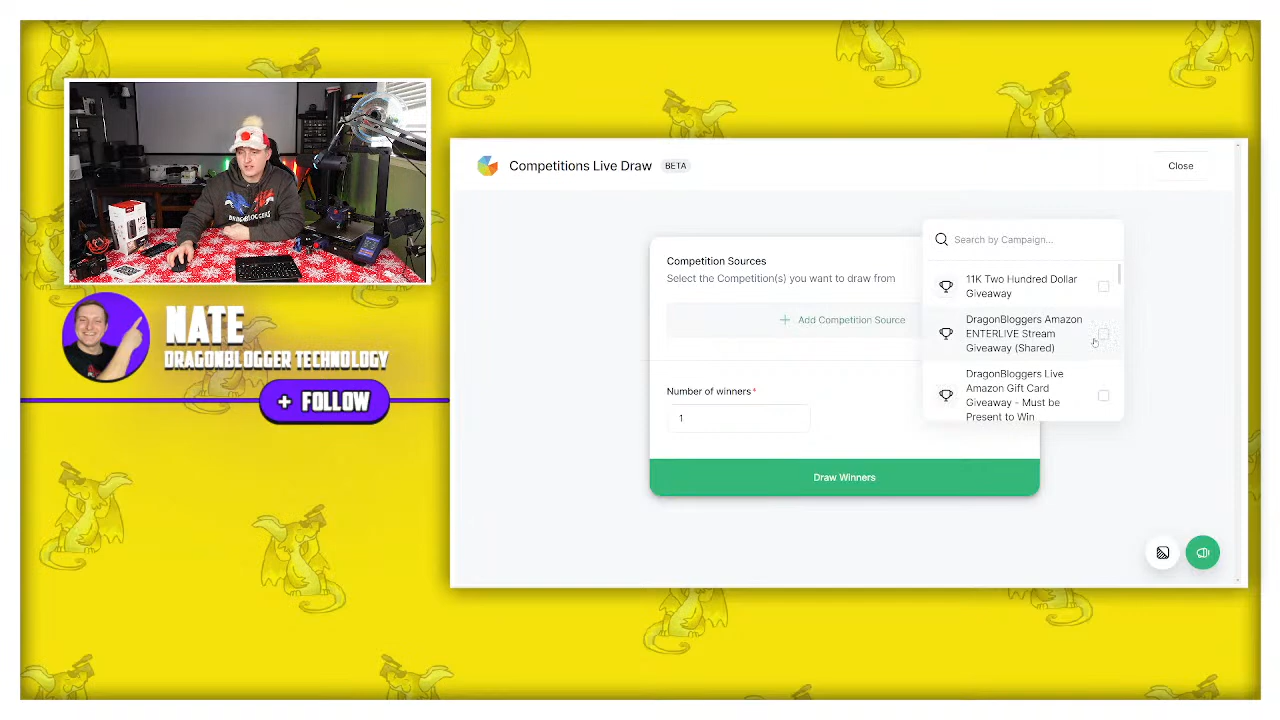 DRAGONBLOGGERS
NATE
DRAGONBLOGGER TECHNOLOGY
+ FOLLOW
Competitions Live Draw BETA
Close
Competition Sources
Select the Competition(s) you want to draw from
+ Add Competition Source
Number of winners*
1
Draw Winners
Search by Campaign...
11K Two Hundred Dollar
Giveaway
DragonBloggers Amazon
ENTERLIVE Stream
Giveaway (Shared)
DragonBloggers Live
Amazon Gift Card
Giveaway - Must be
Present to Win